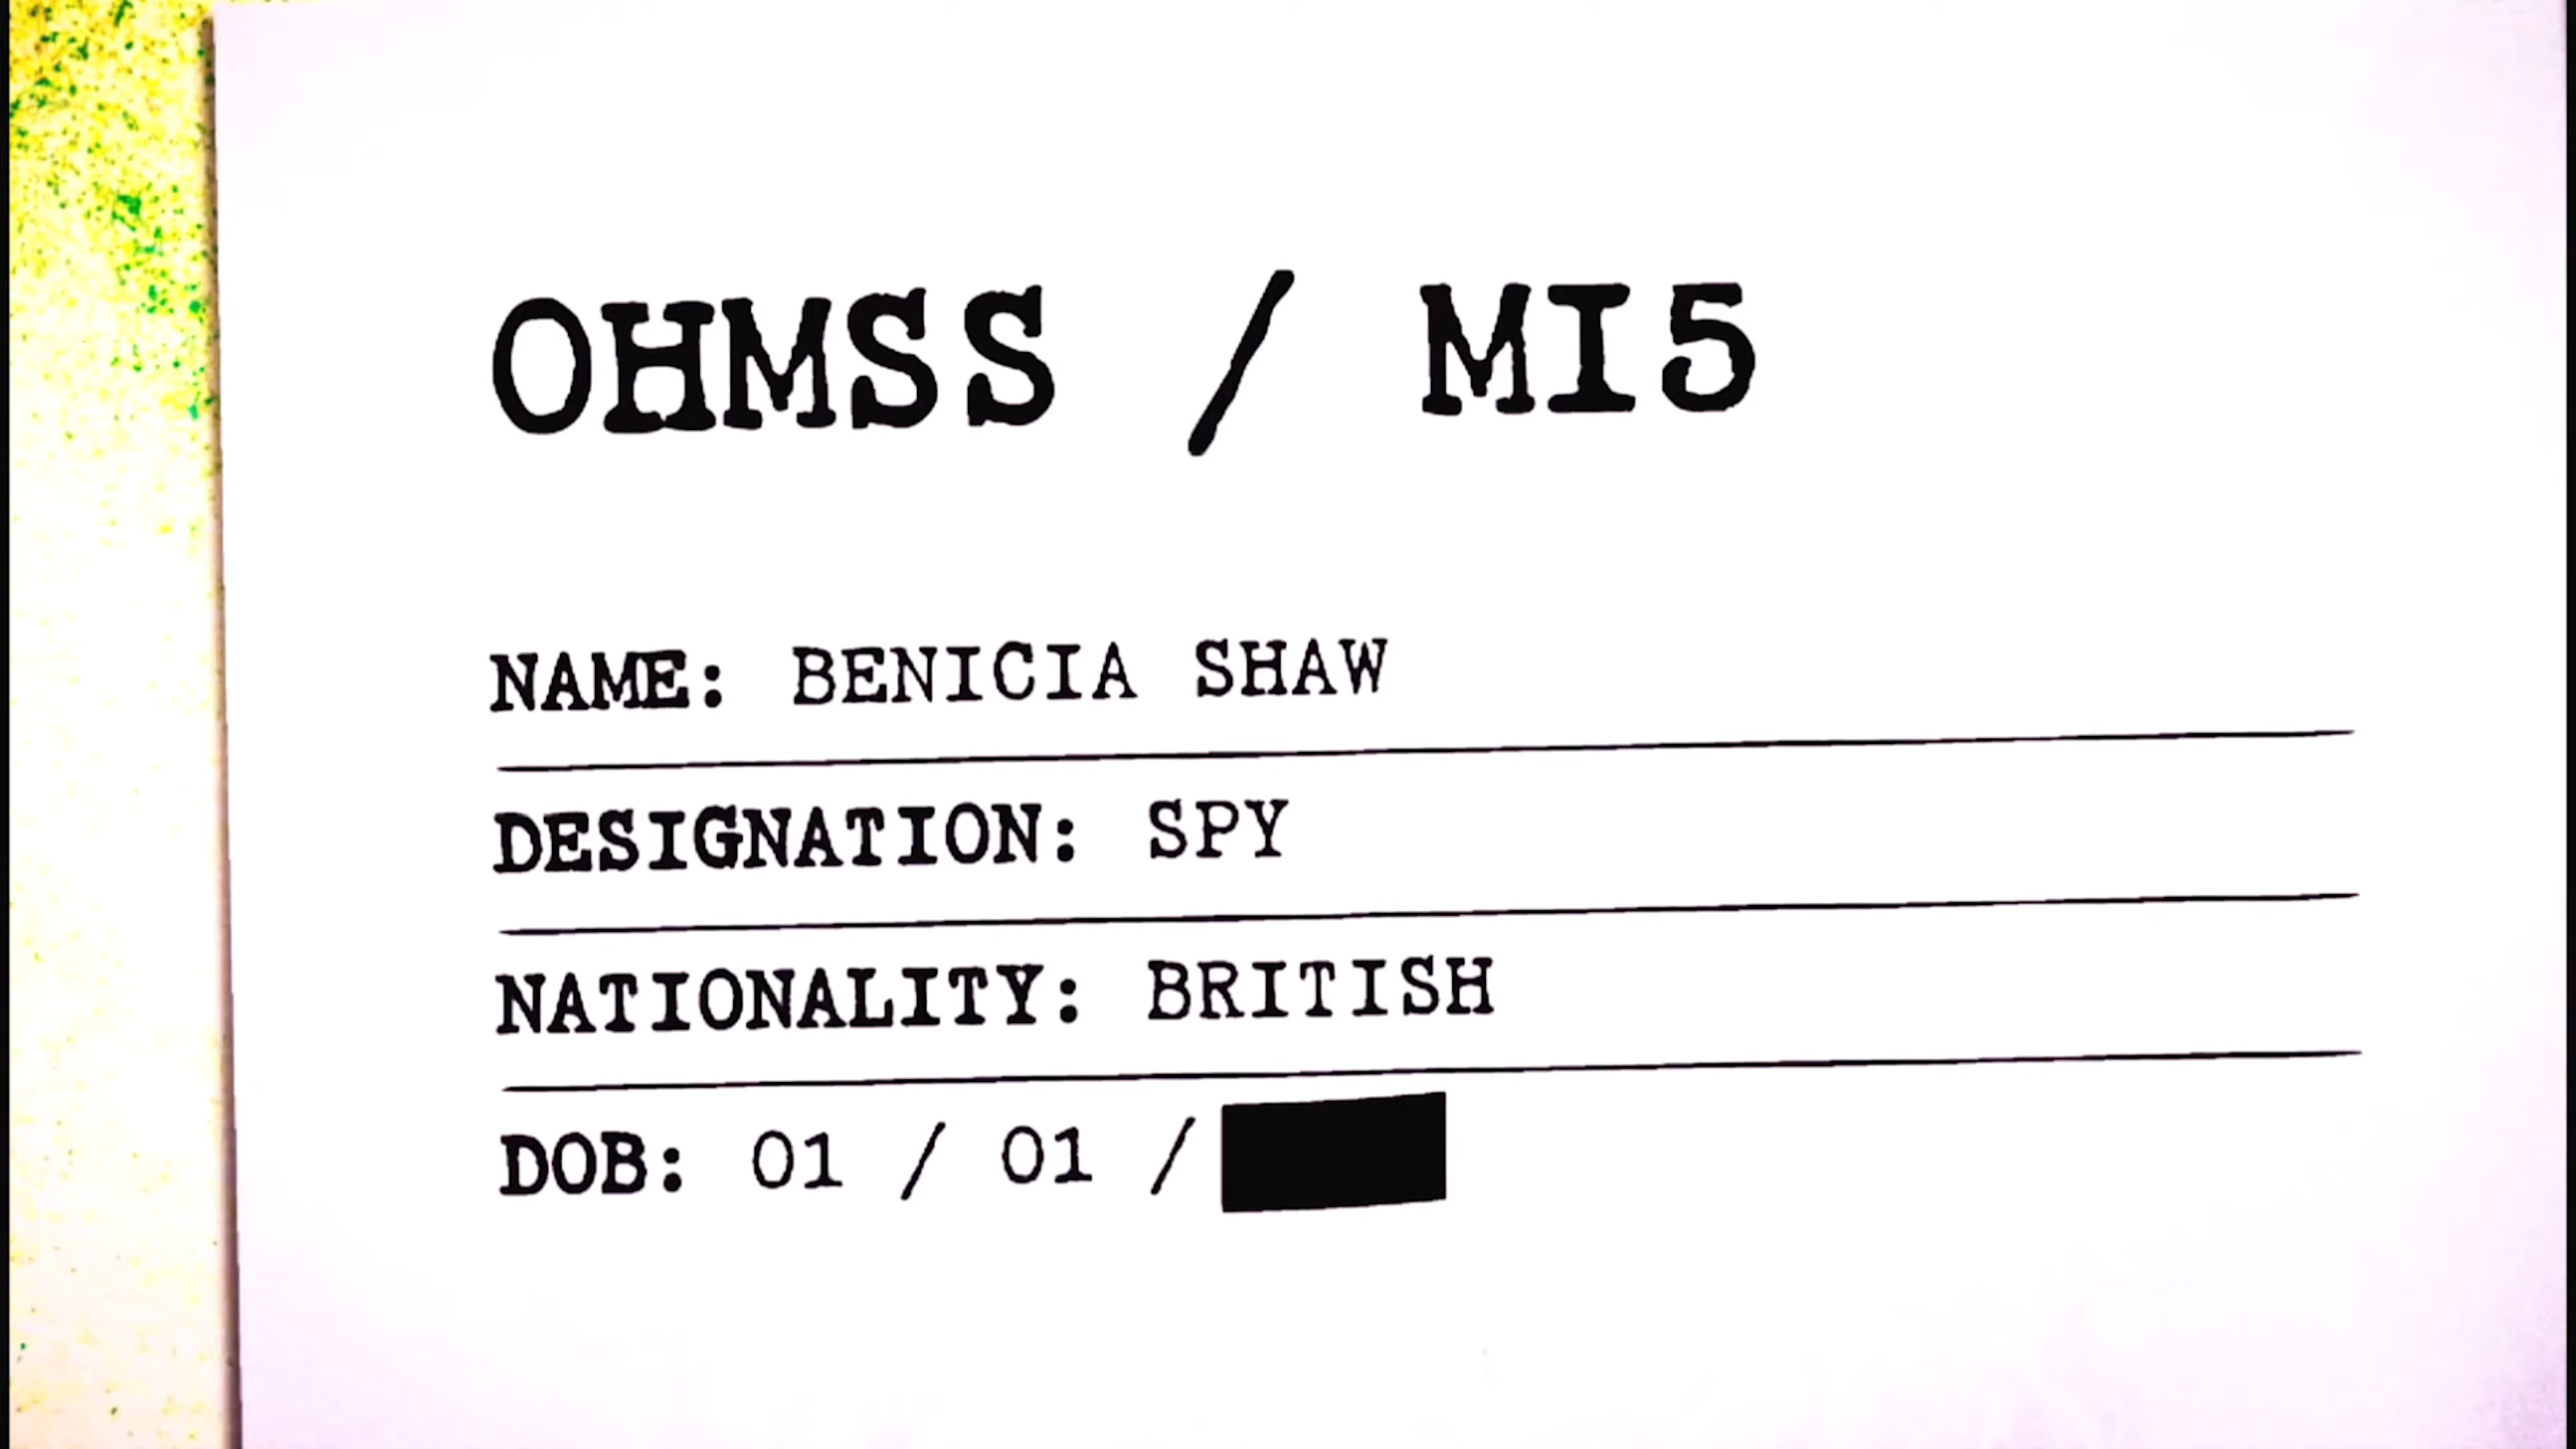 OHMSS / MI5
NAME: BENICIA SHAW
DESIGNATION: SPY
NATIONALITY: BRITISH
DOB: 01 / 01 /